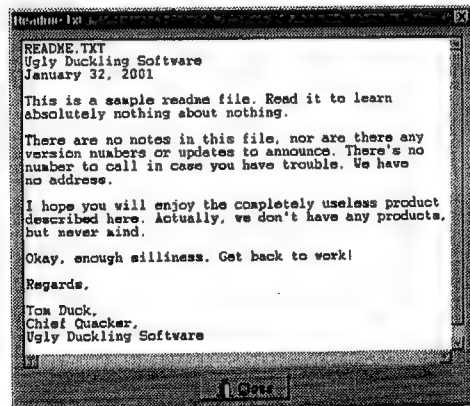 Readme.txt
README.TXT
Ugly Duckling Software
January 32, 2001
This is a sample readme file. Read it to learn
absolutely nothing about nothing.
There are no notes in this file, nor are there any
version numbers or updates to announce. There's no
number to call in case you have trouble. We have
no address.
I hope you will enjoy the completely useless product
described here. Actually, we don't have any products,
but never mind.
Okay, enough silliness. Get back to work!
Regards,
Tom Duck,
Chief Quacker,
Ugly Duckling Software
Close